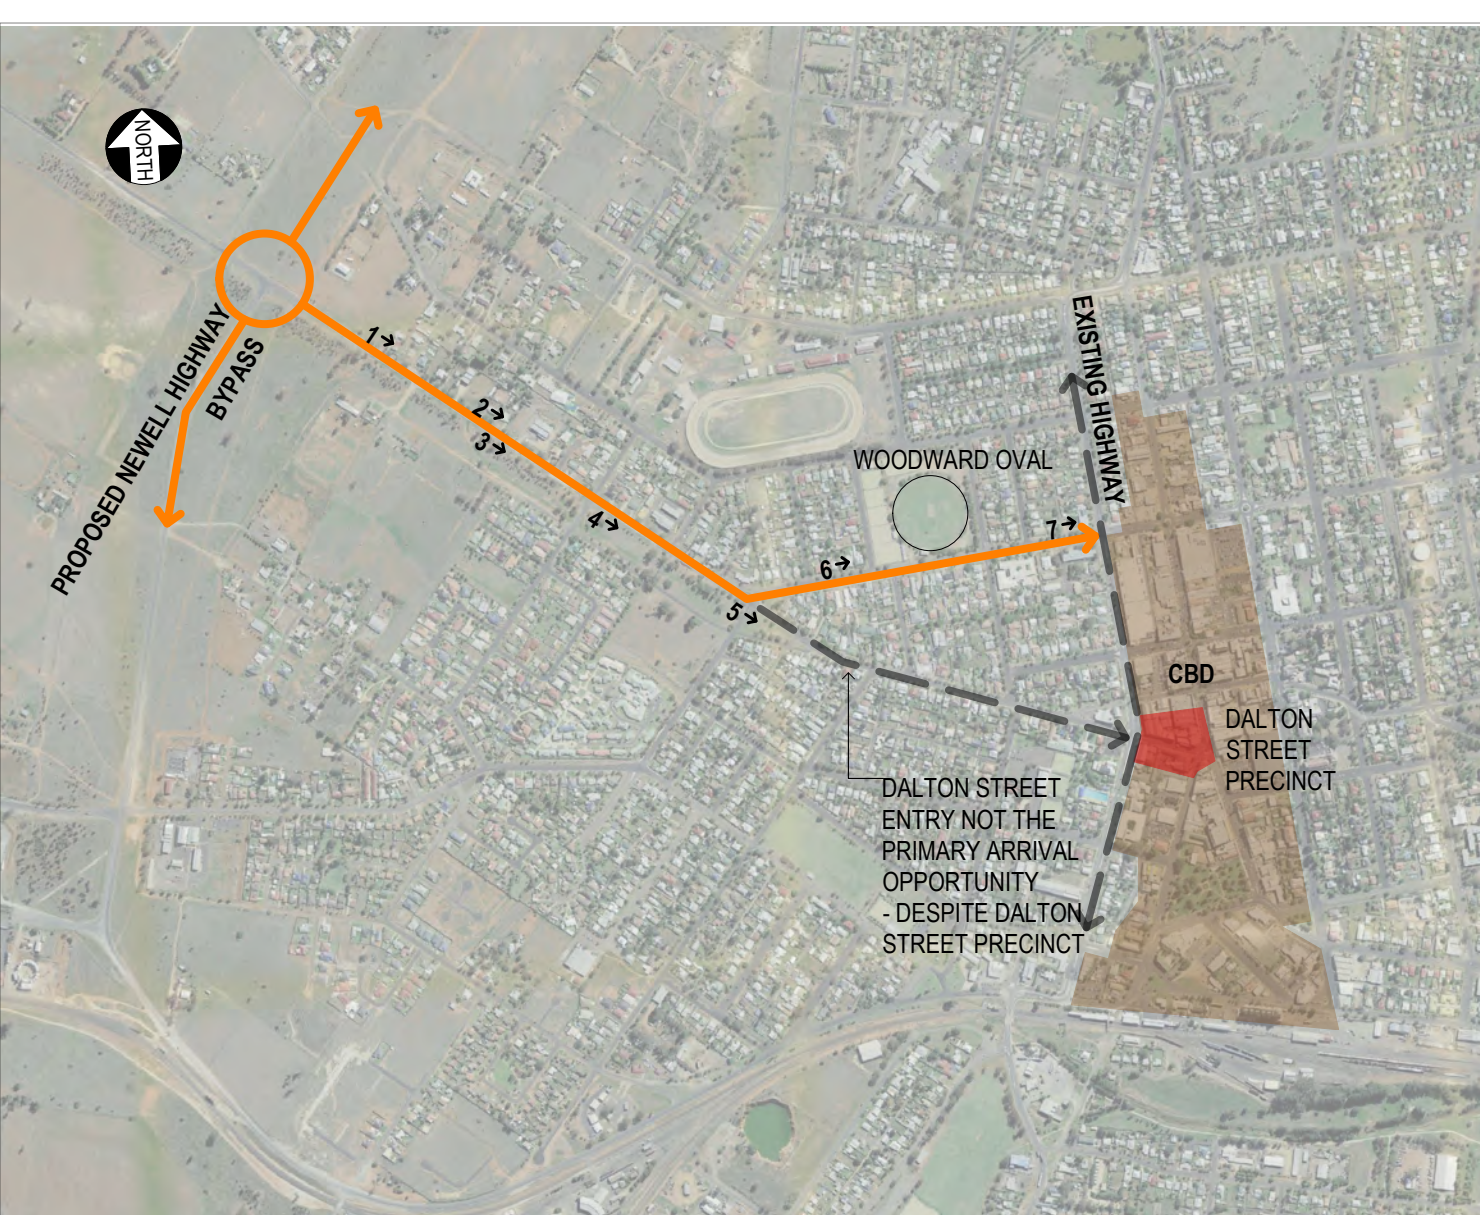 NORTH
PROPOSED NEWELL HIGHWAY
BYPASS
1
2
3
4
5
6
7
EXISTING HIGHWAY
WOODWARD OVAL
CBD
DALTON
STREET
PRECINCT
DALTON STREET
ENTRY NOT THE
PRIMARY ARRIVAL
OPPORTUNITY
- DESPITE DALTON
STREET PRECINCT